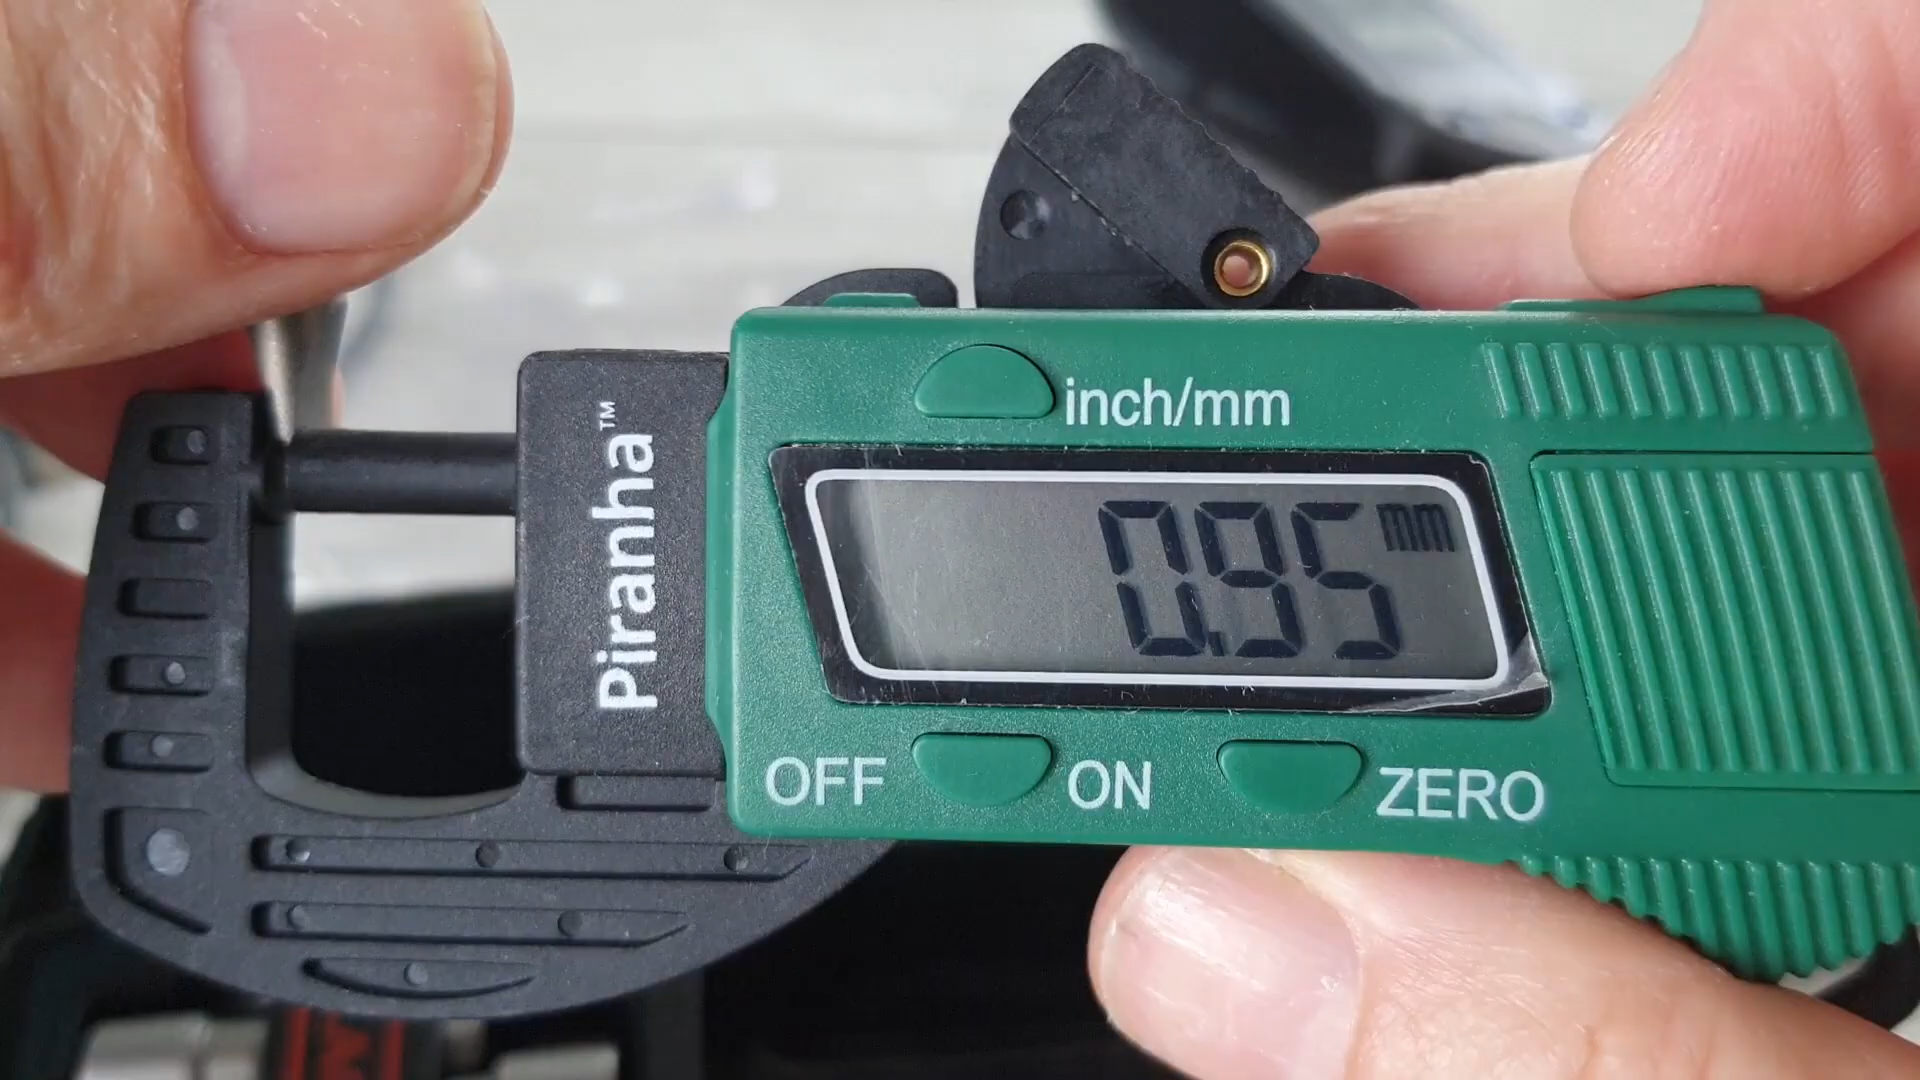 inch/mm
Piranha™
0.95 mm
OFF
ON
ZERO